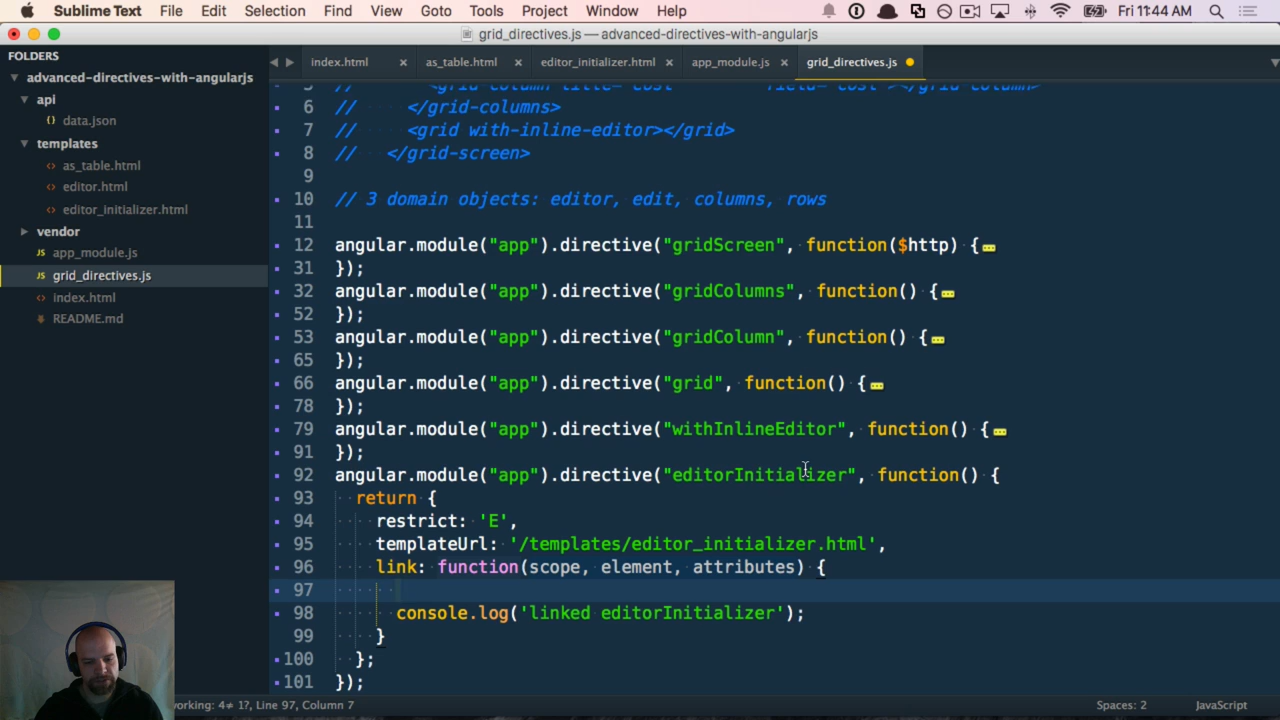 Sublime Text File Edit Selection Find View Goto Tools Project Window Help Fri 11:44 AM
grid_directives.js — advanced-directives-with-angularjs
FOLDERS
advanced-directives-with-angularjs
api
{} data.json
templates
<> as_table.html
<> editor.html
<> editor_initializer.html
vendor
JS app_module.js
JS grid_directives.js
<> index.html
README.md
index.html × as_table.html × editor_initializer.html × app_module.js × grid_directives.js
5 // <grid-column title="cost" field="cost"></grid-column>
6 // </grid-columns>
7 // <grid with-inline-editor></grid>
8 // </grid-screen>
9
10 // 3 domain objects: editor, edit, columns, rows
11
12 angular.module("app").directive("gridScreen", function($http) {
31 });
32 angular.module("app").directive("gridColumns", function() {
52 });
53 angular.module("app").directive("gridColumn", function() {
65 });
66 angular.module("app").directive("grid", function() {
78 });
79 angular.module("app").directive("withInlineEditor", function() {
91 });
92 angular.module("app").directive("editorInitializer", function() {
93 return {
94 restrict: 'E',
95 templateUrl: '/templates/editor_initializer.html',
96 link: function(scope, element, attributes) {
97
98 console.log('linked editorInitializer');
99 }
100 };
101 });
working: 4≠ 1?, Line 97, Column 7 Spaces: 2 JavaScript